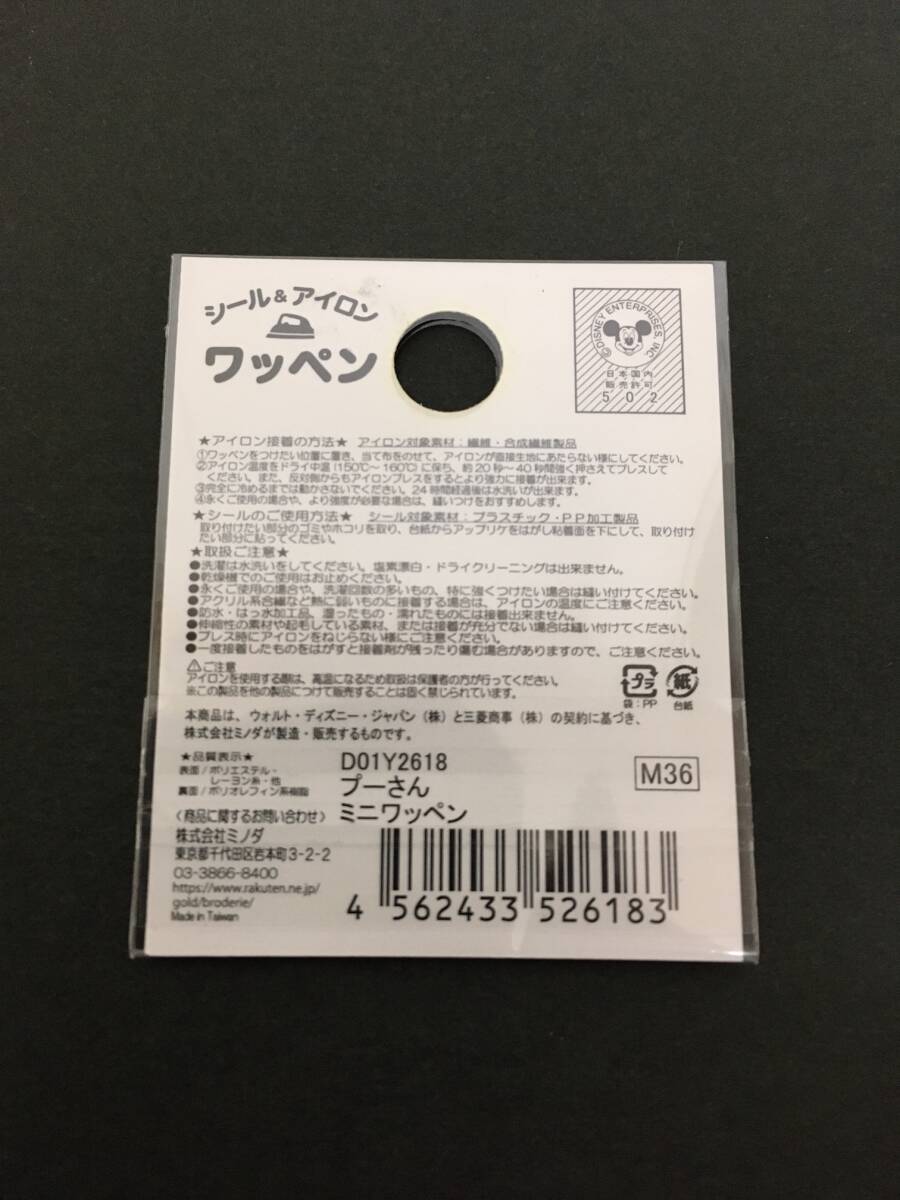 シール&アイロン
ワッペン
©DISNEY ENTERPRISES, INC.
日本国内
販売許可
502
★アイロン接着の方法★ アイロン対象素材:繊維・合成繊維製品
①ワッペンをつけたい位置に置き、当て布をのせて、アイロンが直接生地にあたらない様にしてください。
②アイロン温度をドライ中温(150℃～160℃)に保ち、約20秒～40秒間強く押さえてプレスして
ください。また、反対側からもアイロンプレスをするとより強力に接着が出来ます。
③完全に冷めるまでは動かさないでください。24時間経過後は水洗いが出来ます。
④永くご使用の場合や、より強度が必要な場合は、縫いつけをおすすめします。
★シールのご使用方法★ シール対象素材:プラスチック・PP加工製品
取り付けたい部分のゴミやホコリを取り、台紙からアップリケをはがし粘着面を下にして、取り付け
たい部分に貼ってください。
★取扱ご注意★
●洗濯は水洗いをしてください。塩素漂白・ドライクリーニングは出来ません。
●乾燥機でのご使用はお止めください。
●永くご使用の場合や、洗濯回数の多いもの、特に強くつけたい場合は縫い付けてください。
●アクリル系合繊など熱に弱いものに接着する場合は、アイロンの温度にご注意ください。
●防水・はっ水加工品、湿ったもの・濡れたものには接着出来ません。
●伸縮性の素材や起毛している素材、または接着が充分でない場合は縫い付けてください。
●プレス時にアイロンをねじらない様にご注意ください。
●一度接着したものをはがすと接着剤が残ったり傷む場合がありますので、ご注意ください。
⚠ご注意
アイロンを使用する際は、高温になるため取扱は保護者の方が行ってください。
※この製品を他の製品につけて販売することは固く禁じられています。
プラ
袋:PP
紙
台紙
本商品は、ウォルト・ディズニー・ジャパン(株)と三菱商事(株)の契約に基づき、
株式会社ミノダが製造・販売するものです。
★品質表示★
表面/ポリエステル・
レーヨン糸・他
裏面/ポリオレフィン系樹脂
D01Y2618
プーさん
ミニワッペン
M36
〈商品に関するお問い合わせ〉
株式会社ミノダ
東京都千代田区岩本町3-2-2
03-3866-8400
https://www.rakuten.ne.jp/
gold/broderie/
Made in Taiwan
4 562433 526183